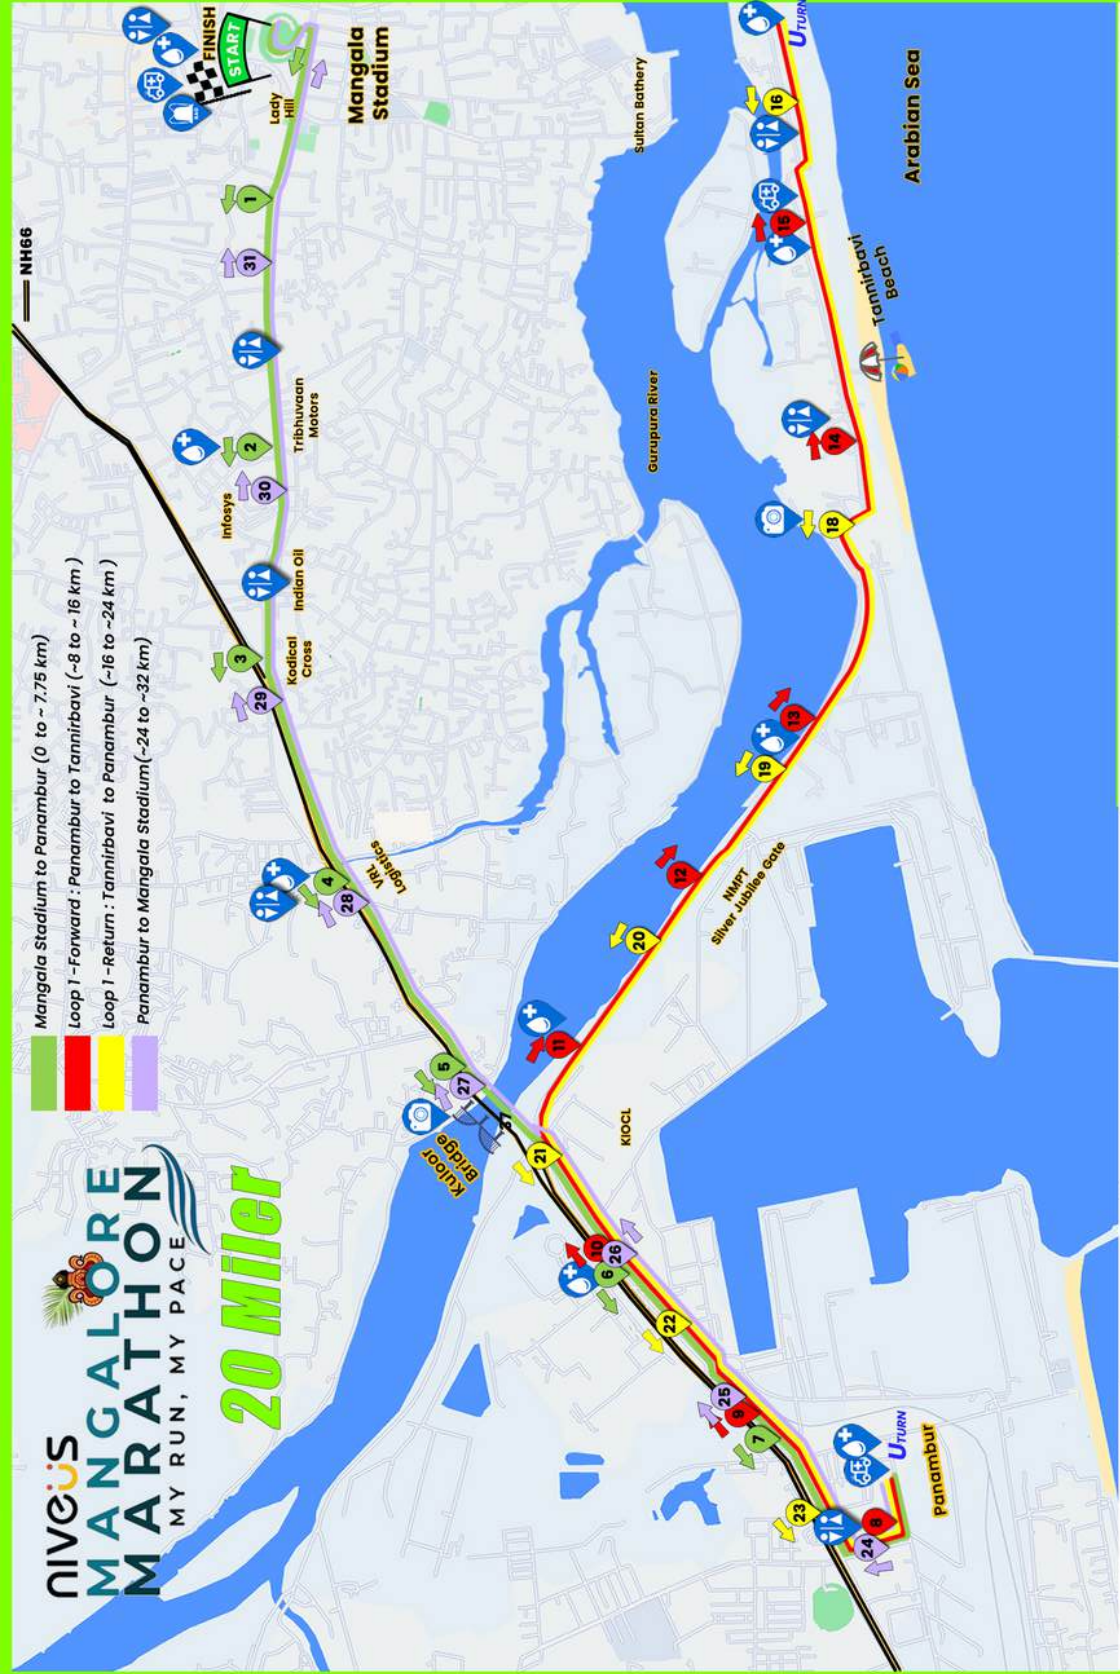 NIVEUS
MANGALORE
MARATHON
MY RUN, MY PACE
20 Miler
Mangala Stadium to Panambur (0 to ~ 7.75 km)
Loop 1 -Forward : Panambur to Tannirbavi (~8 to ~ 16 km )
Loop 1 -Return : Tannirbavi to Panambur (~16 to ~24 km )
Panambur to Mangala Stadium(~24 to ~32 km)
NH66
FINISH
START
Lady
Hill
Mangala
Stadium
1
31
2
30
Infosys
Tribhuvaan
Motors
Indian Oil
Kodical
Cross
3
29
4
28
VRL
Logistics
5
27
Kuloor
Bridge
21
KIOCL
10
26
6
22
25
9
7
23
8
24
UTURN
Panambur
11
20
12
NMPT
Silver Jubilee Gate
19
13
18
14
15
16
UTURN
Sultan Bathery
Gurupura River
Tannirbavi
Beach
Arabian Sea